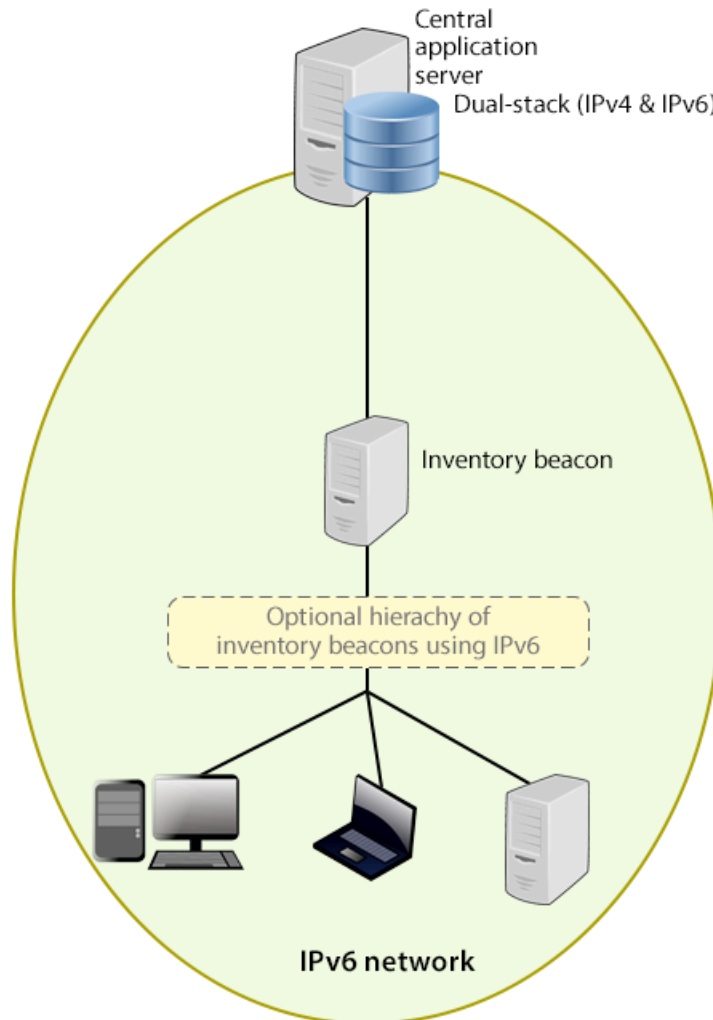 Central
application
server
Dual-stack (IPv4 & IPv6)
Inventory beacon
Optional hierachy of
inventory beacons using IPv6
IPv6 network